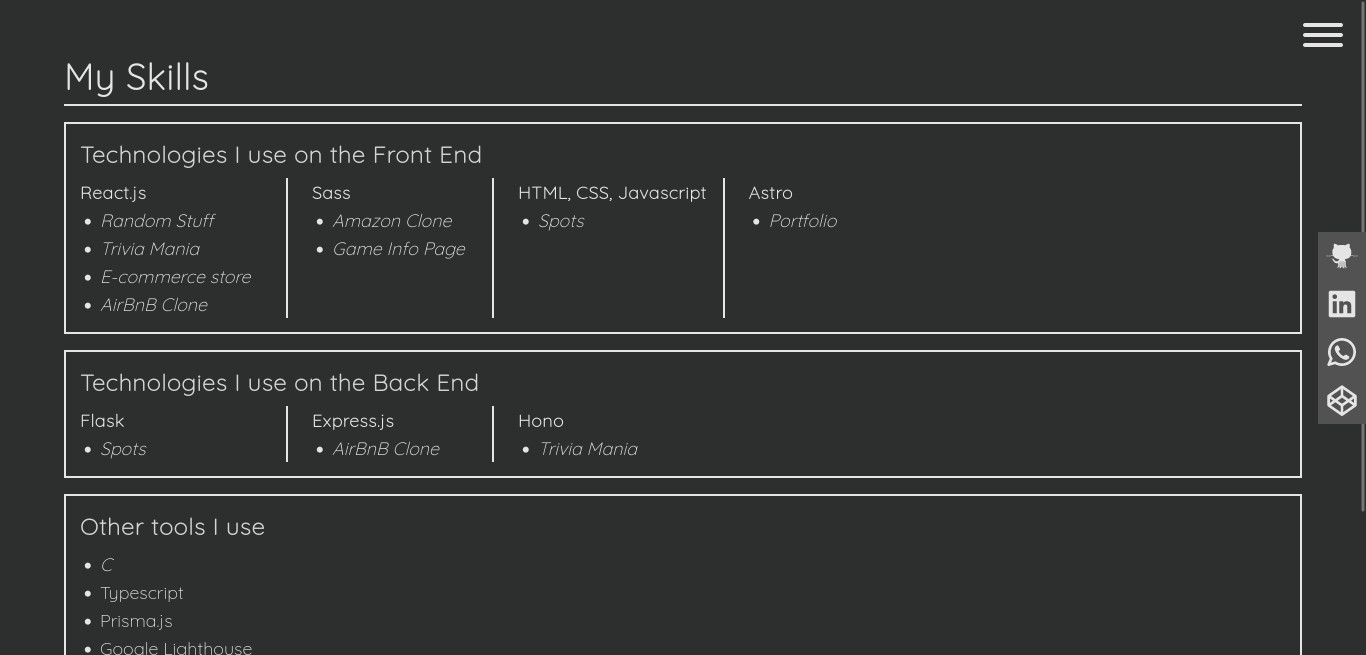 My Skills
Technologies I use on the Front End
React.js
Random Stuff
Trivia Mania
E-commerce store
AirBnB Clone
Sass
Amazon Clone
Game Info Page
HTML, CSS, Javascript
Spots
Astro
Portfolio
Technologies I use on the Back End
Flask
Spots
Express.js
AirBnB Clone
Hono
Trivia Mania
Other tools I use
C
Typescript
Prisma.js
Google Lighthouse
in